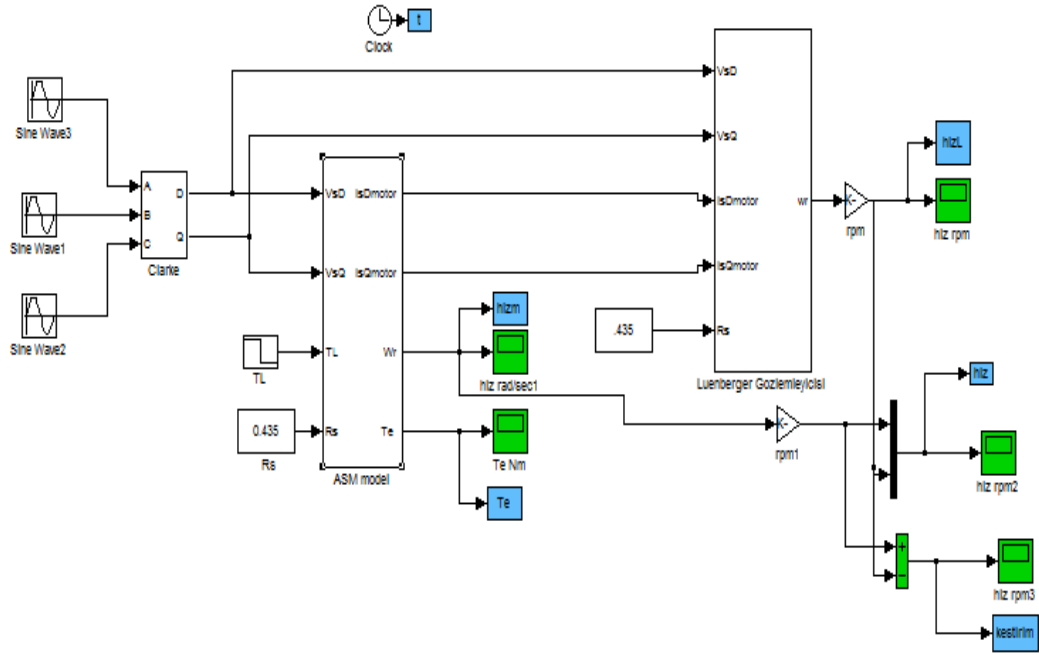 t
Clock
Sine Wave3
Sine Wave1
Sine Wave2
A
B
C
D
Q
Clarke
VsD
VsQ
TL
Rs
IsDmotor
IsQmotor
Wr
Te
ASM model
TL
0.435
Rs
hizm
hiz rad/sec1
Te Nm
Te
VsD
VsQ
IsDmotor
IsQmotor
Rs
wr
Luenberger Gozlemleyicisi
.435
K-
rpm
hizL
hiz rpm
K-
rpm1
hiz
hiz rpm2
+
−
hiz rpm3
kestirim